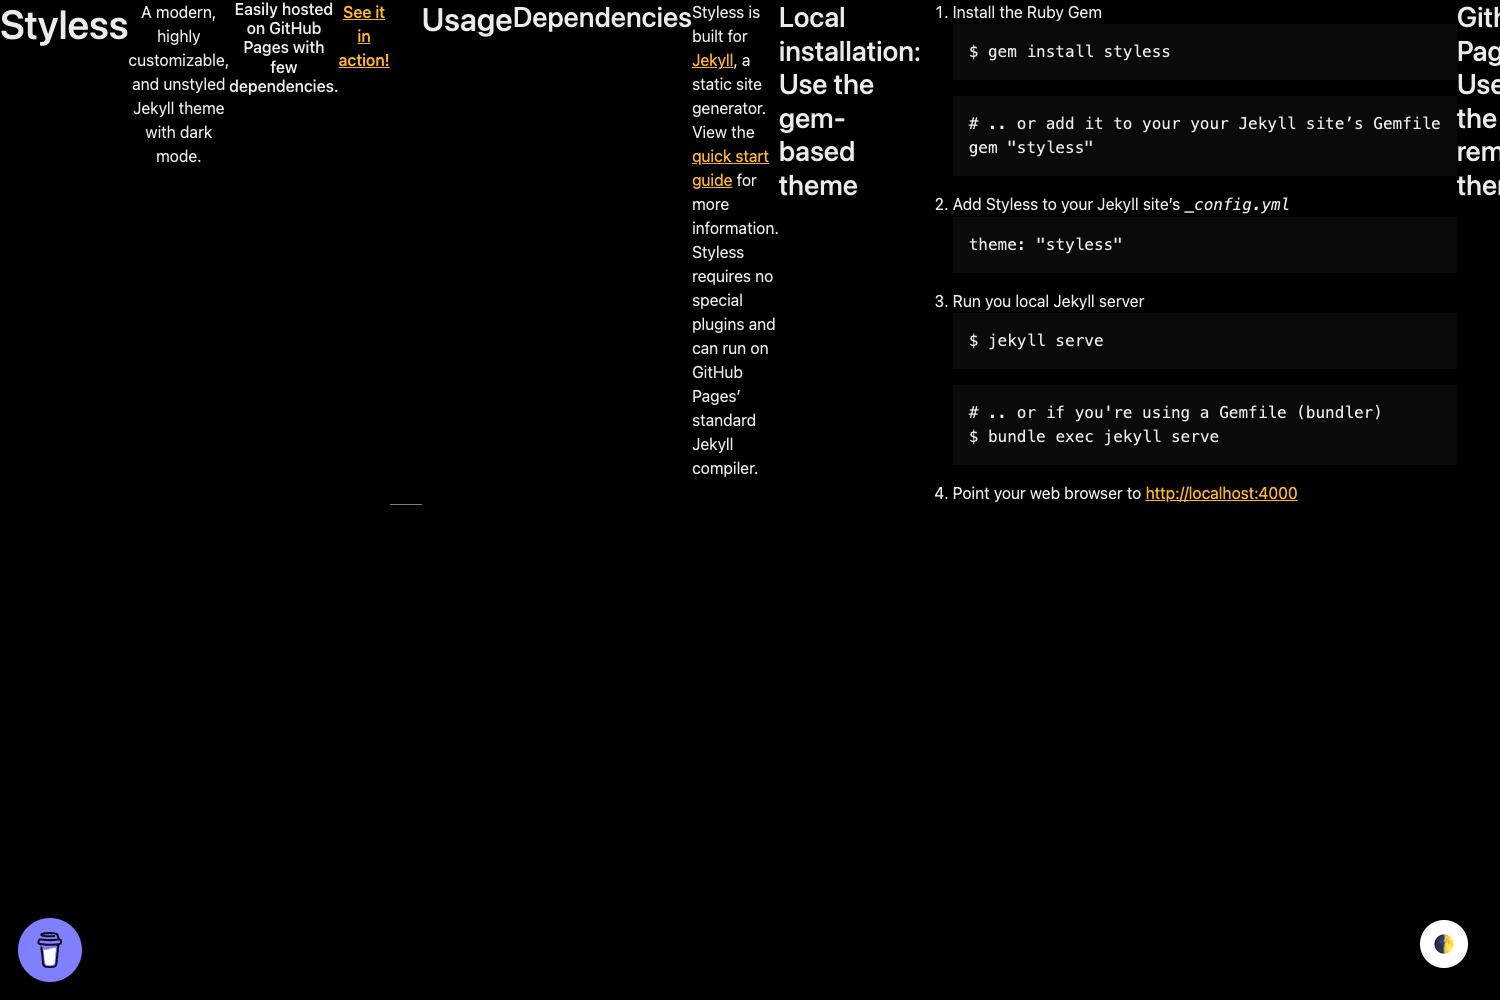 Styless
A modern,
highly
customizable,
and unstyled
Jekyll theme
with dark
mode.
Easily hosted
on GitHub
Pages with
few
dependencies.
See it
in
action!
Usage
Dependencies
Styless is
built for
Jekyll, a
static site
generator.
View the
quick start
guide for
more
information.
Styless
requires no
special
plugins and
can run on
GitHub
Pages’
standard
Jekyll
compiler.
Local
installation:
Use the
gem-
based
theme
1. Install the Ruby Gem
$ gem install styless
# .. or add it to your your Jekyll site’s Gemfile
gem "styless"
2. Add Styless to your Jekyll site’s _config.yml
theme: "styless"
3. Run you local Jekyll server
$ jekyll serve
# .. or if you're using a Gemfile (bundler)
$ bundle exec jekyll serve
4. Point your web browser to http://localhost:4000
Use
the